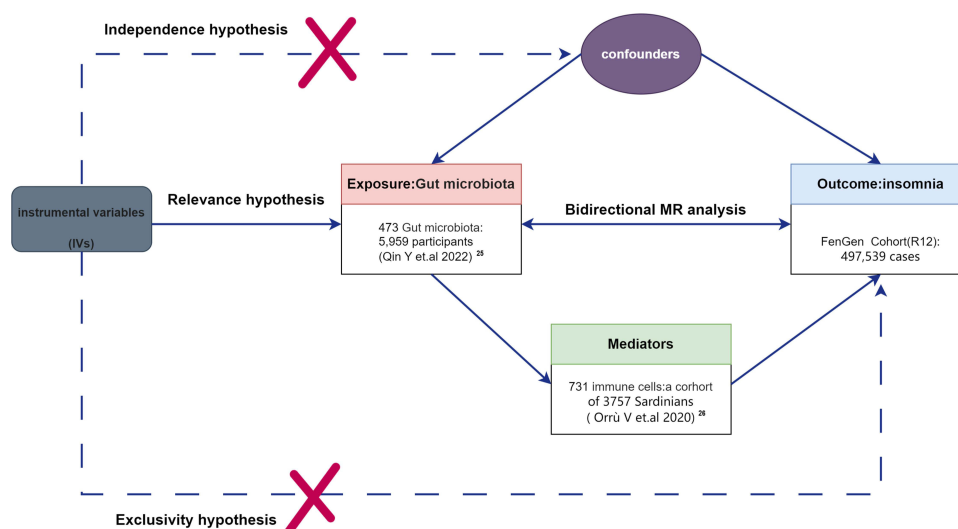 Independence hypothesis
confounders
Exposure:Gut microbiota
Outcome:insomnia
instrumental variables
(IVs)
Relevance hypothesis
Bidirectional MR analysis
473 Gut microbiota:
5,959 participants
(Qin Y et.al 2022) 25
FenGen Cohort(R12):
497,539 cases
Mediators
731 immune cells:a corhort
of 3757 Sardinians
( Orrù V et.al 2020) 26
Exclusivity hypothesis